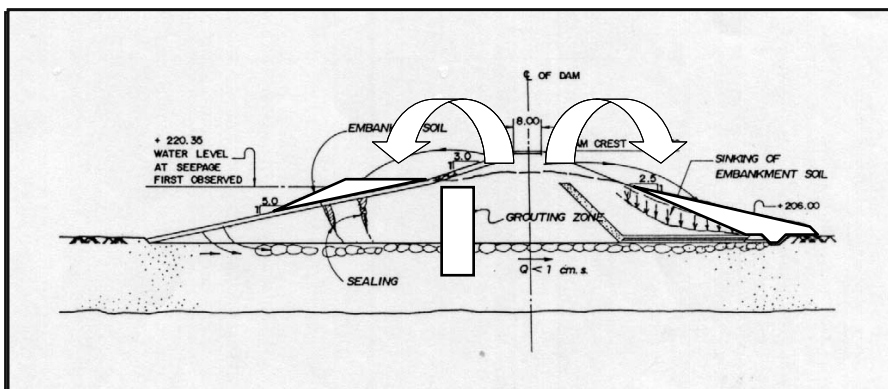 ℄ OF DAM
8.00
EMBANK SOIL
AM CREST
+ 220.35
WATER LEVEL
AT SEEPAGE
FIRST OBSERVED
3.0
1
SINKING OF
EMBANKMENT SOIL
2.5
1
5.0
1
+206.00
GROUTING ZONE
SEALING
Q < 1 cm.s.